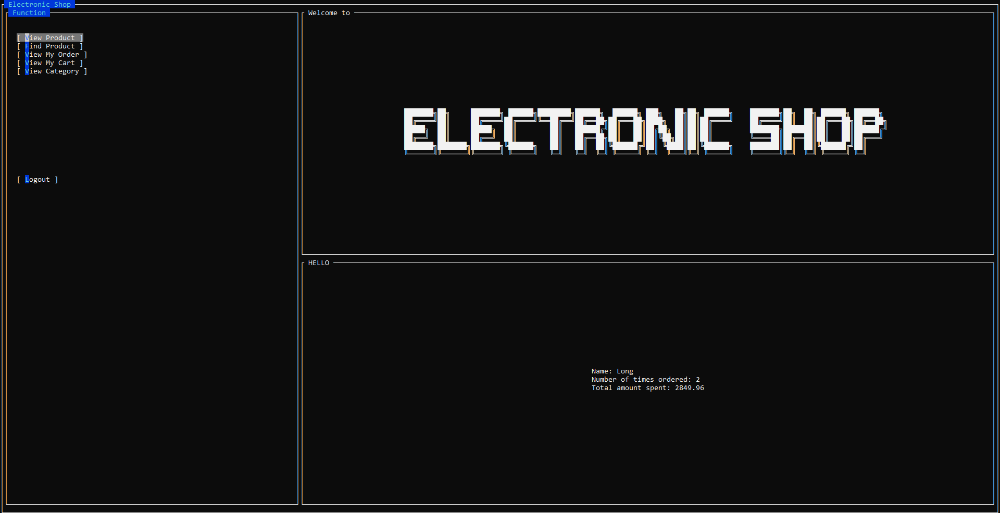 Electronic Shop
Function
[ View Product ]
[ Find Product ]
[ View My Order ]
[ View My Cart ]
[ View Category ]
[ Logout ]
Welcome to
ELECTRONIC SHOP
HELLO
Name: Long
Number of times ordered: 2
Total amount spent: 2849.96